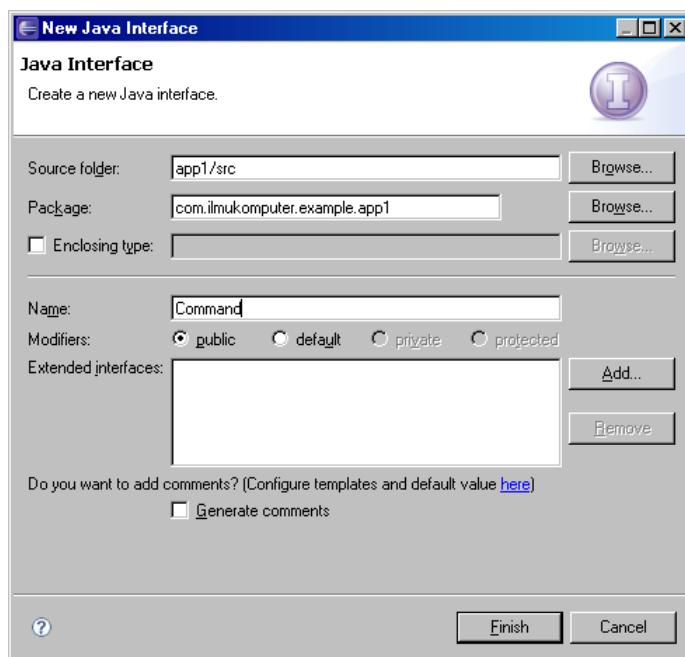 New Java Interface
Java Interface
Create a new Java interface.
I
Source folder: app1/src Browse...
Package: com.ilmukomputer.example.app1 Browse...
Enclosing type: Browse...
Name: Command
Modifiers: public default private protected
Extended interfaces: Add...
Remove
Do you want to add comments? (Configure templates and default value here)
Generate comments
? Finish Cancel